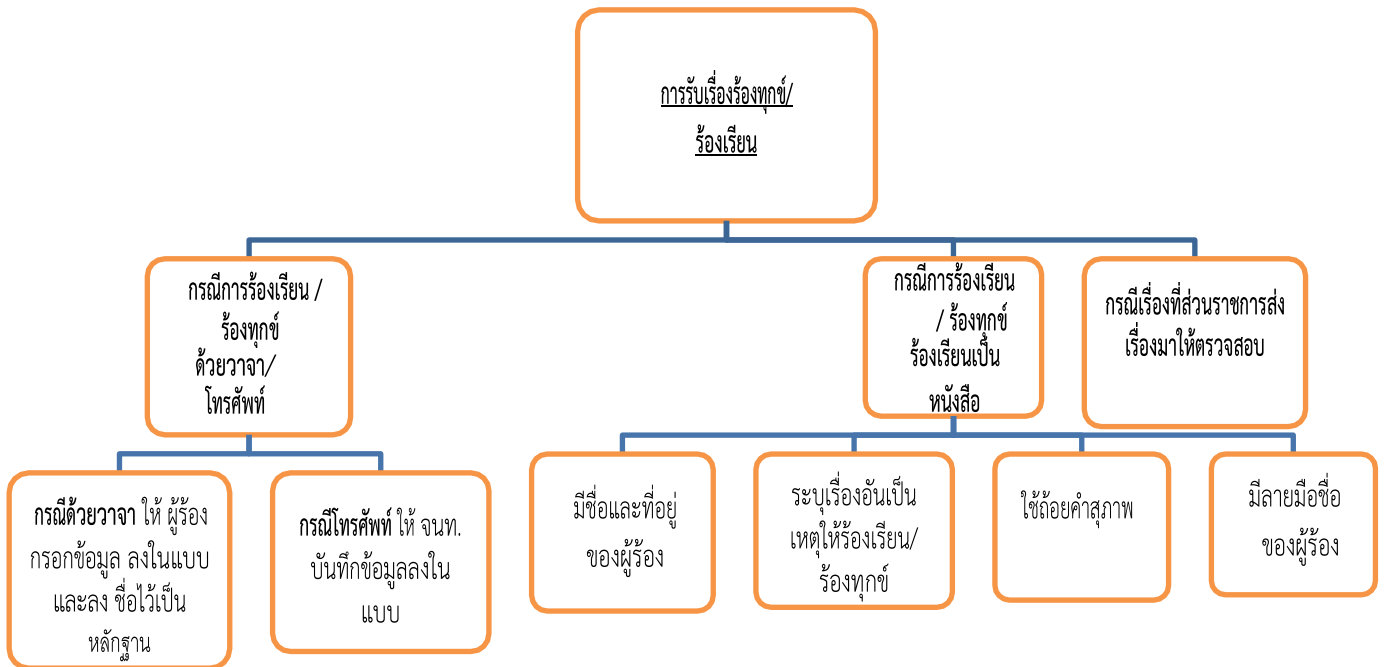 การรับเรื่องร้องทุกข์/
ร้องเรียน
กรณีการร้องเรียน /
ร้องทุกข์
ด้วยวาจา/
โทรศัพท์
กรณีการร้องเรียน
/ ร้องทุกข์
ร้องเรียนเป็น
หนังสือ
กรณีเรื่องที่ส่วนราชการส่ง
เรื่องมาให้ตรวจสอบ
กรณีด้วยวาจา ให้ ผู้ร้อง
กรอกข้อมูล ลงในแบบ
และลง ชื่อไว้เป็น
หลักฐาน
กรณีโทรศัพท์ ให้ จนท.
บันทึกข้อมูลลงใน
แบบ
มีชื่อและที่อยู่
ของผู้ร้อง
ระบุเรื่องอันเป็น
เหตุให้ร้องเรียน/
ร้องทุกข์
ใช้ถ้อยคำสุภาพ
มีลายมือชื่อ
ของผู้ร้อง